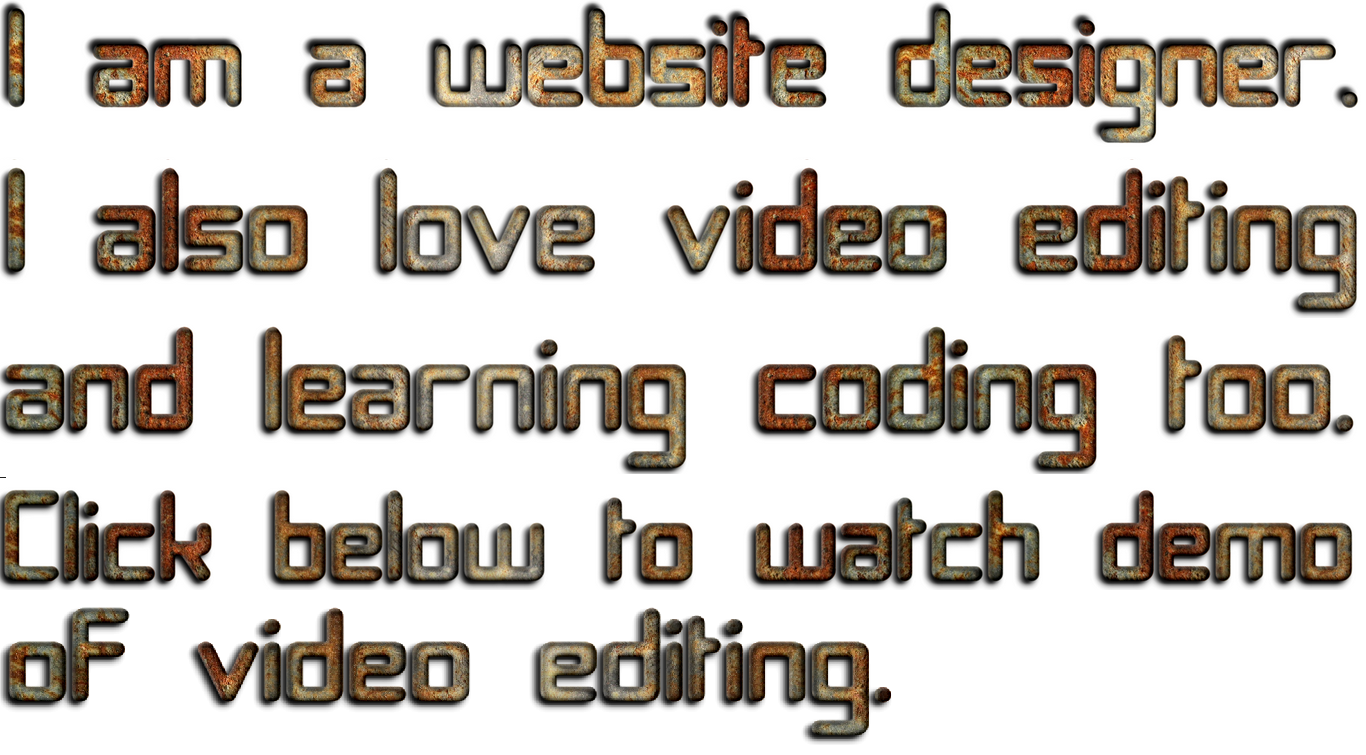 I am a website designer.
I also love video editing
and learning coding too.
Click below to watch demo
of video editing.